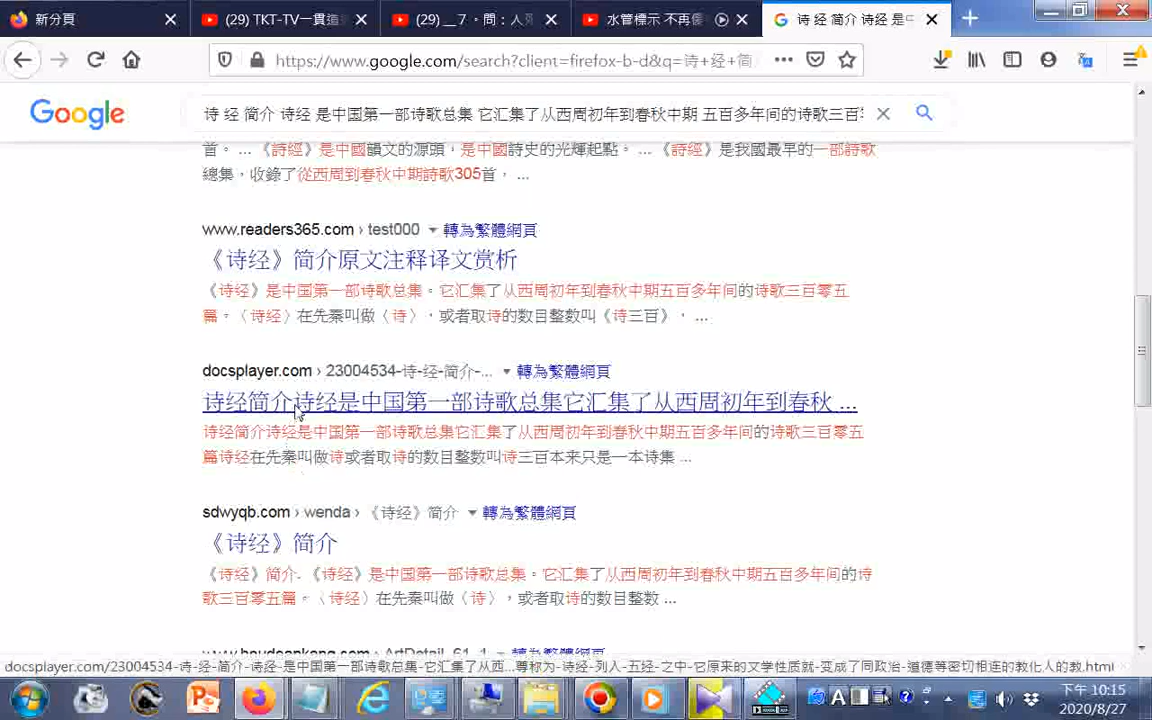 新分頁
(29) TKT-TV一貫道
(29) __７，問：人死
水管標示 不再傷
诗 经 简介 诗经 是中
https://www.google.com/search?client=firefox-b-d&q=诗+经+简
Google
诗 经 简介 诗经 是中国第一部诗歌总集 它汇集了从西周初年到春秋中期 五百多年间的诗歌三百
首。 ... 《詩經》是中國韻文的源頭，是中國詩史的光輝起點。 ... 《詩經》是我國最早的一部詩歌
總集，收錄了從西周到春秋中期詩歌305首， ...
www.readers365.com › test000 轉為繁體網頁
《诗经》简介原文注释译文赏析
《诗经》是中国第一部诗歌总集。它汇集了从西周初年到春秋中期五百多年间的诗歌三百零五
篇。〈诗经〉在先秦叫做〈诗〉，或者取诗的数目整数叫《诗三百》， ...
docsplayer.com › 23004534-诗-经-简介-... 轉為繁體網頁
诗经简介诗经是中国第一部诗歌总集它汇集了从西周初年到春秋 ...
诗经简介诗经是中国第一部诗歌总集它汇集了从西周初年到春秋中期五百多年间的诗歌三百零五
篇诗经在先秦叫做诗或者取诗的数目整数叫诗三百本来只是一本诗集 ...
sdwyqb.com › wenda › 《诗经》简介 轉為繁體網頁
《诗经》简介
《诗经》简介. 《诗经》是中国第一部诗歌总集。它汇集了从西周初年到春秋中期五百多年间的诗
歌三百零五篇。〈诗经〉在先秦叫做〈诗〉，或者取诗的数目整数 ...
docsplayer.com/23004534-诗-经-简介-诗经-是中国第一部诗歌总集-它汇集了从西...尊称为-诗经-列入-五经-之中-它原来的文学性质就-变成了同政治-道德等密切相连的教化人的教.html
A
下午 10:15
2020/8/27